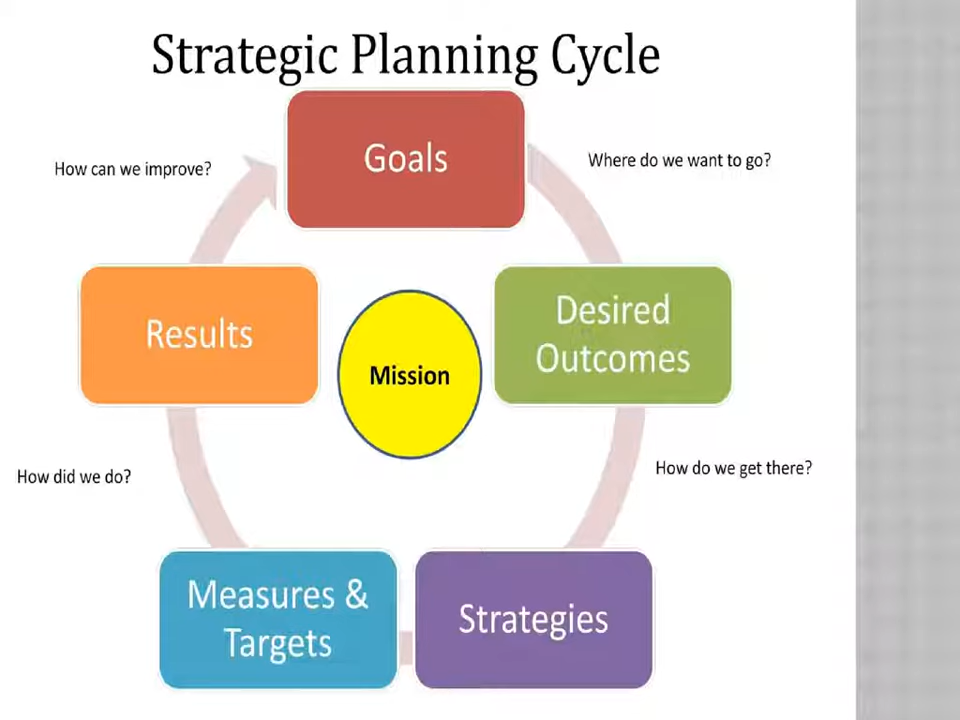 Strategic Planning Cycle
Goals
How can we improve?
Where do we want to go?
Results
Desired
Outcomes
Mission
How did we do?
How do we get there?
Measures &
Targets
Strategies